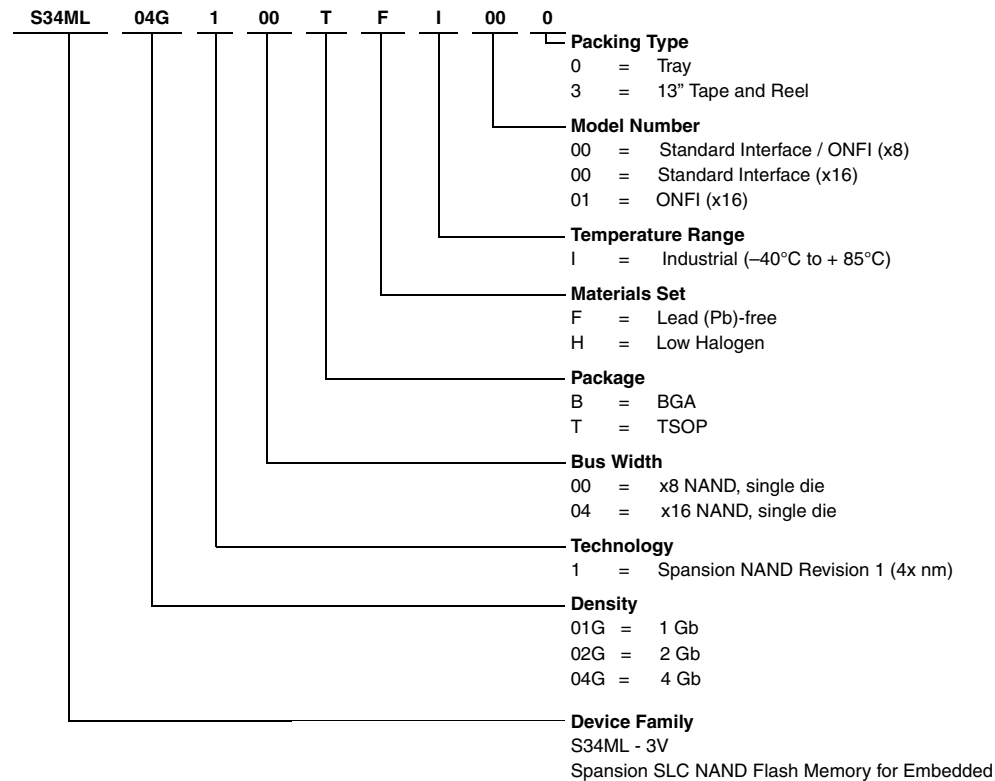 S34ML 04G 1 00 T F I 00 0
Packing Type
0 = Tray
3 = 13” Tape and Reel
Model Number
00 = Standard Interface / ONFI (x8)
00 = Standard Interface (x16)
01 = ONFI (x16)
Temperature Range
I = Industrial (–40°C to + 85°C)
Materials Set
F = Lead (Pb)-free
H = Low Halogen
Package
B = BGA
T = TSOP
Bus Width
00 = x8 NAND, single die
04 = x16 NAND, single die
Technology
1 = Spansion NAND Revision 1 (4x nm)
Density
01G = 1 Gb
02G = 2 Gb
04G = 4 Gb
Device Family
S34ML - 3V
Spansion SLC NAND Flash Memory for Embedded